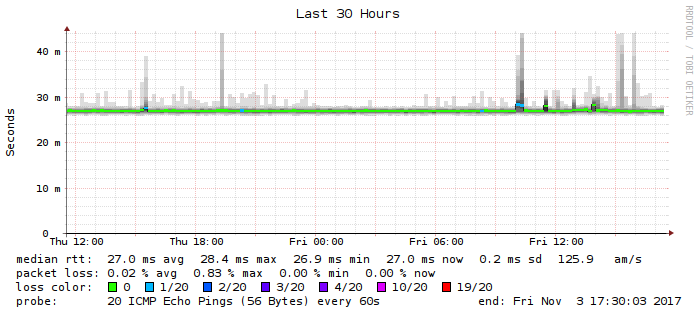 Last 30 Hours
RRDTOOL / TOBI OETIKER
Seconds
40 m
30 m
20 m
10 m
0
Thu 12:00 Thu 18:00 Fri 00:00 Fri 06:00 Fri 12:00
median rtt: 27.0 ms avg 28.4 ms max 26.9 ms min 27.0 ms now 0.2 ms sd 125.9 am/s
packet loss: 0.02 % avg 0.83 % max 0.00 % min 0.00 % now
loss color: 0 1/20 2/20 3/20 4/20 10/20 19/20
probe: 20 ICMP Echo Pings (56 Bytes) every 60s end: Fri Nov 3 17:30:03 2017